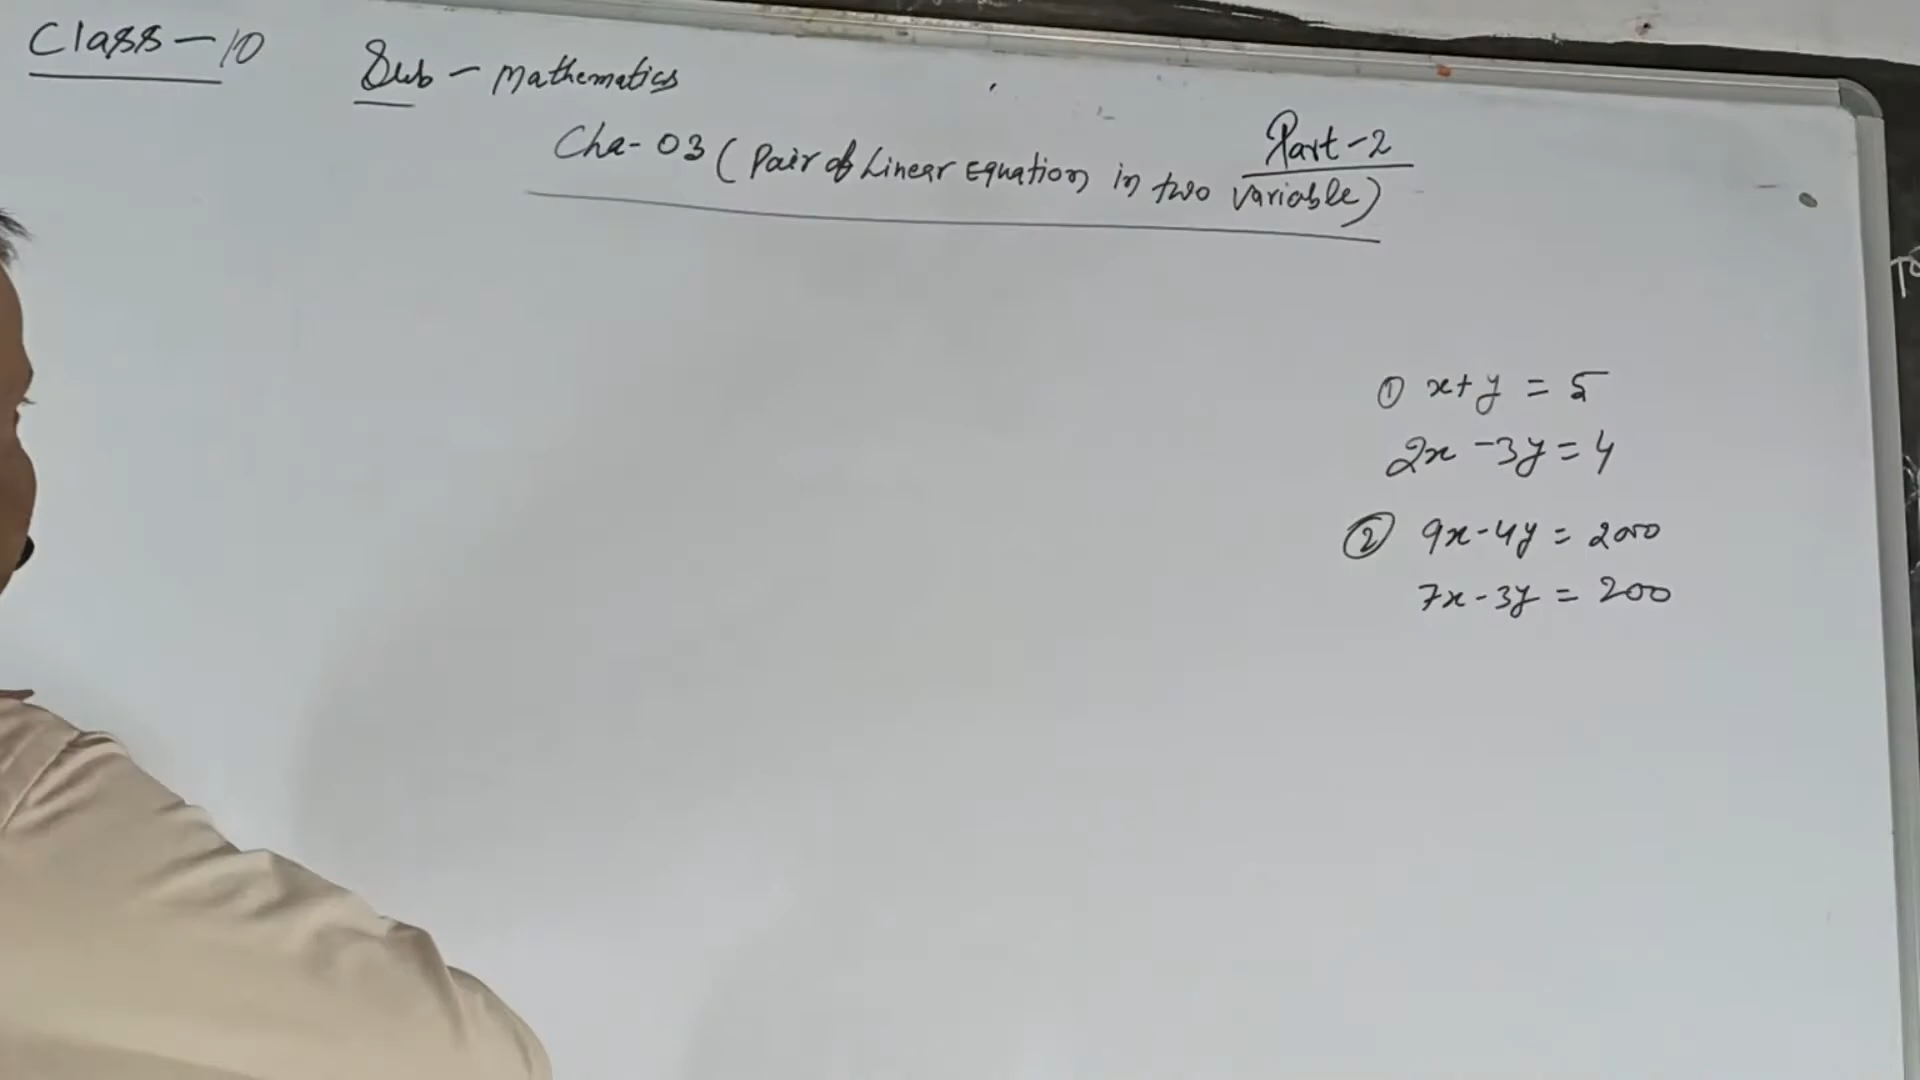 Class-10
Sub - Mathematics
Part-2
Cha-03 (Pair of Linear Equation in two variable)
① x+y = 5
2x -3y = 4
② 9x-4y = 2000
7x-3y = 200